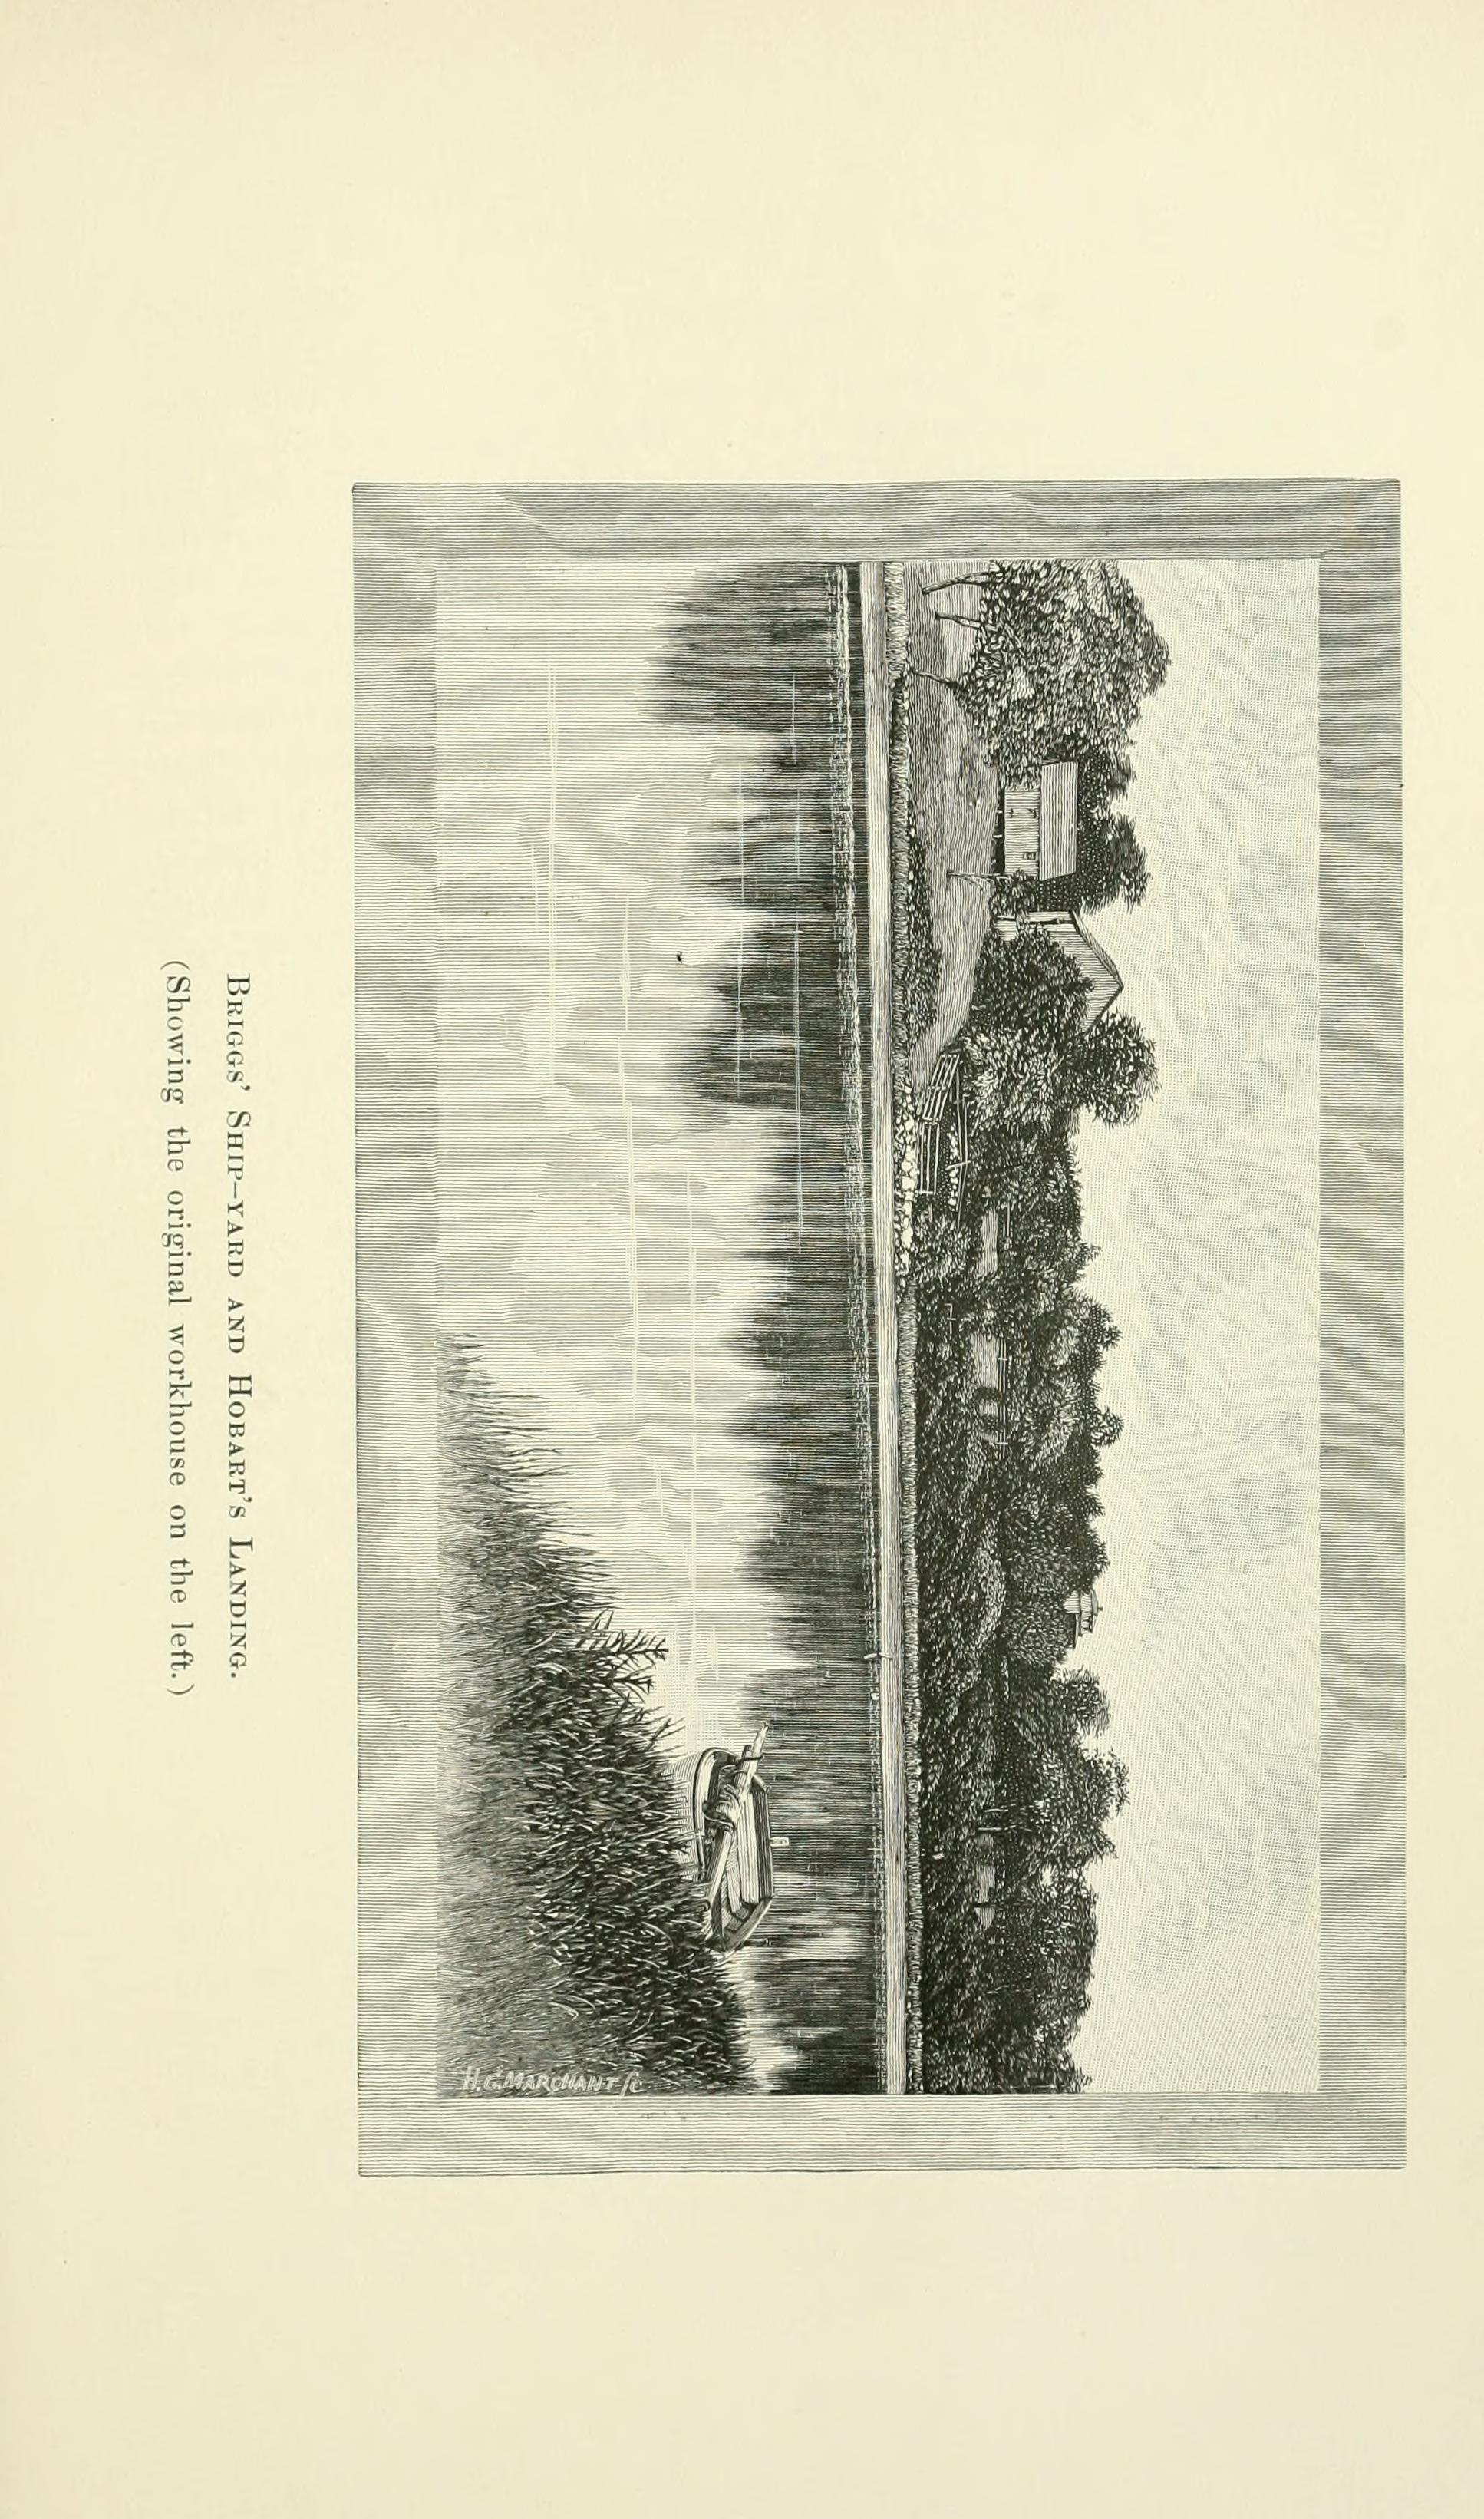 H. G. MARCHANT Sc
BRIGGS' SHIP-YARD AND HOBART'S LANDING.
(Showing the original workhouse on the left.)